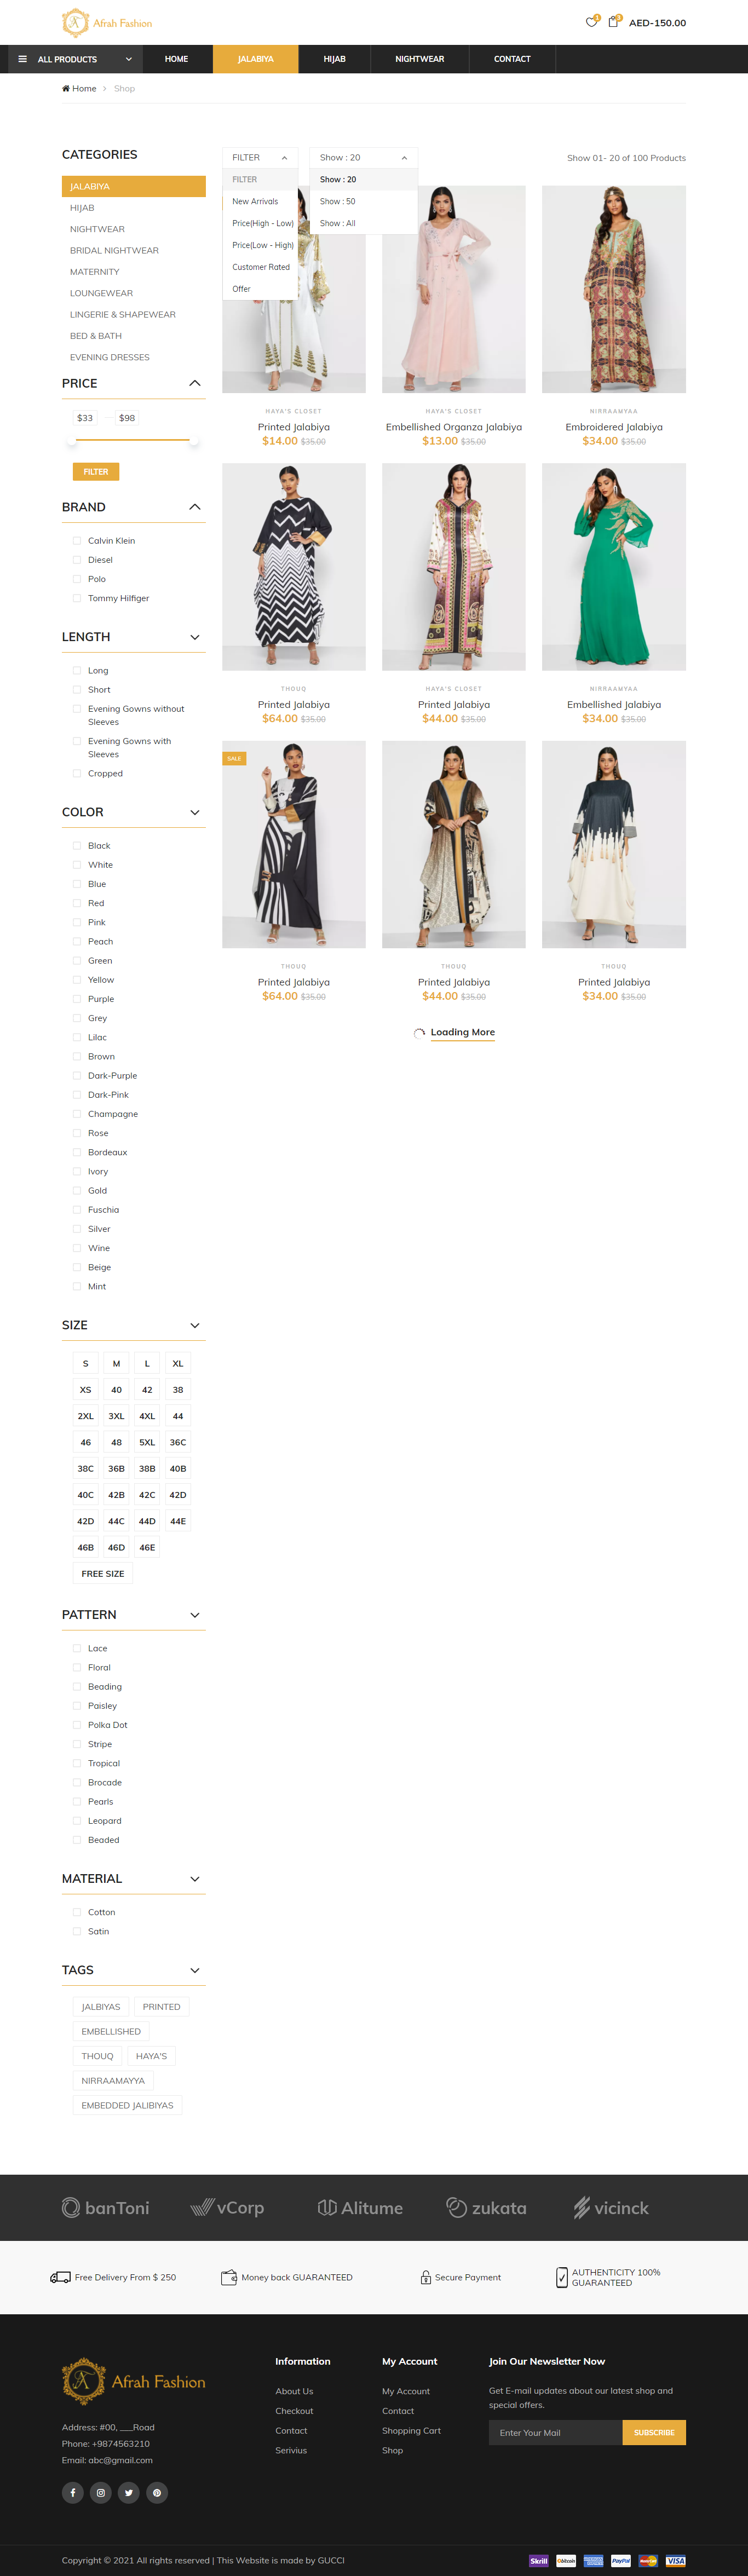 Afrah Fashion
1
3
AED-150.00
ALL PRODUCTS
HOME
JALABIYA
HIJAB
NIGHTWEAR
CONTACT
Home > Shop
CATEGORIES
JALABIYA
HIJAB
NIGHTWEAR
BRIDAL NIGHTWEAR
MATERNITY
LOUNGEWEAR
LINGERIE & SHAPEWEAR
BED & BATH
EVENING DRESSES
PRICE
$33
$98
FILTER
BRAND
Calvin Klein
Diesel
Polo
Tommy Hilfiger
LENGTH
Long
Short
Evening Gowns without
Sleeves
Evening Gowns with
Sleeves
Cropped
COLOR
Black
White
Blue
Red
Pink
Peach
Green
Yellow
Purple
Grey
Lilac
Brown
Dark-Purple
Dark-Pink
Champagne
Rose
Bordeaux
Ivory
Gold
Fuschia
Silver
Wine
Beige
Mint
SIZE
S M L XL
XS 40 42 38
2XL 3XL 4XL 44
46 48 5XL 36C
38C 36B 38B 40B
40C 42B 42C 42D
42D 44C 44D 44E
46B 46D 46E
FREE SIZE
PATTERN
Lace
Floral
Beading
Paisley
Polka Dot
Stripe
Tropical
Brocade
Pearls
Leopard
Beaded
MATERIAL
Cotton
Satin
TAGS
JALBIYAS PRINTED
EMBELLISHED
THOUQ HAYA'S
NIRRAAMAYYA
EMBEDDED JALIBIYAS
FILTER
FILTER
New Arrivals
Price(High - Low)
Price(Low - High)
Customer Rated
Offer
Show : 20
Show : 20
Show : 50
Show : All
Show 01- 20 of 100 Products
HAYA'S CLOSET
Printed Jalabiya
$14.00 $35.00
HAYA'S CLOSET
Embellished Organza Jalabiya
$13.00 $35.00
NIRRAAMYAA
Embroidered Jalabiya
$34.00 $35.00
THOUQ
Printed Jalabiya
$64.00 $35.00
HAYA'S CLOSET
Printed Jalabiya
$44.00 $35.00
NIRRAAMYAA
Embellished Jalabiya
$34.00 $35.00
SALE
THOUQ
Printed Jalabiya
$64.00 $35.00
THOUQ
Printed Jalabiya
$44.00 $35.00
THOUQ
Printed Jalabiya
$34.00 $35.00
Loading More
banToni
vCorp
Alitume
zukata
vicinck
Free Delivery From $ 250
Money back GUARANTEED
Secure Payment
AUTHENTICITY 100%
GUARANTEED
Afrah Fashion
Address: #00, ___Road
Phone: +9874563210
Email: abc@gmail.com
Information
About Us
Checkout
Contact
Serivius
My Account
My Account
Contact
Shopping Cart
Shop
Join Our Newsletter Now
Get E-mail updates about our latest shop and
special offers.
Enter Your Mail
SUBSCRIBE
Copyright © 2021 All rights reserved | This Website is made by GUCCI
Skrill
bitcoin
AMERICAN EXPRESS
PayPal
MasterCard
VISA